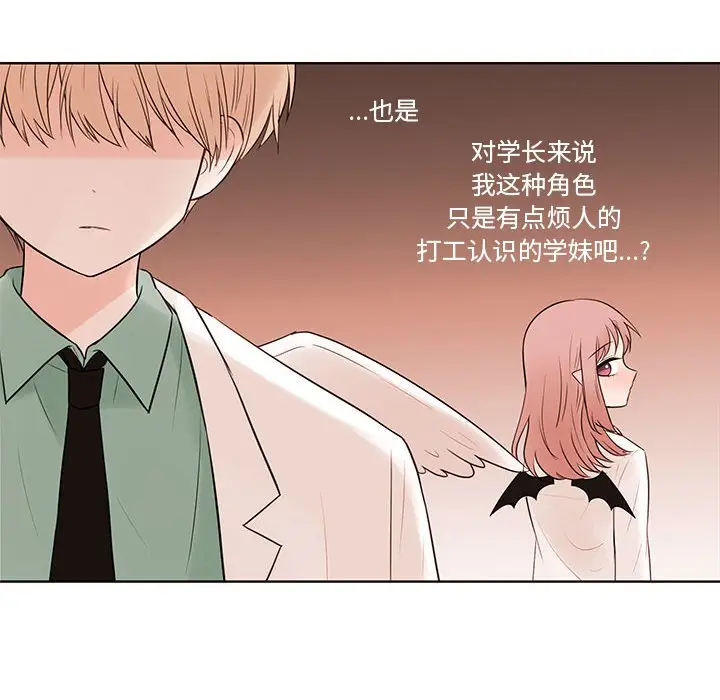 ...也是
对学长来说
我这种角色
只是有点烦人的
打工认识的学妹吧...?